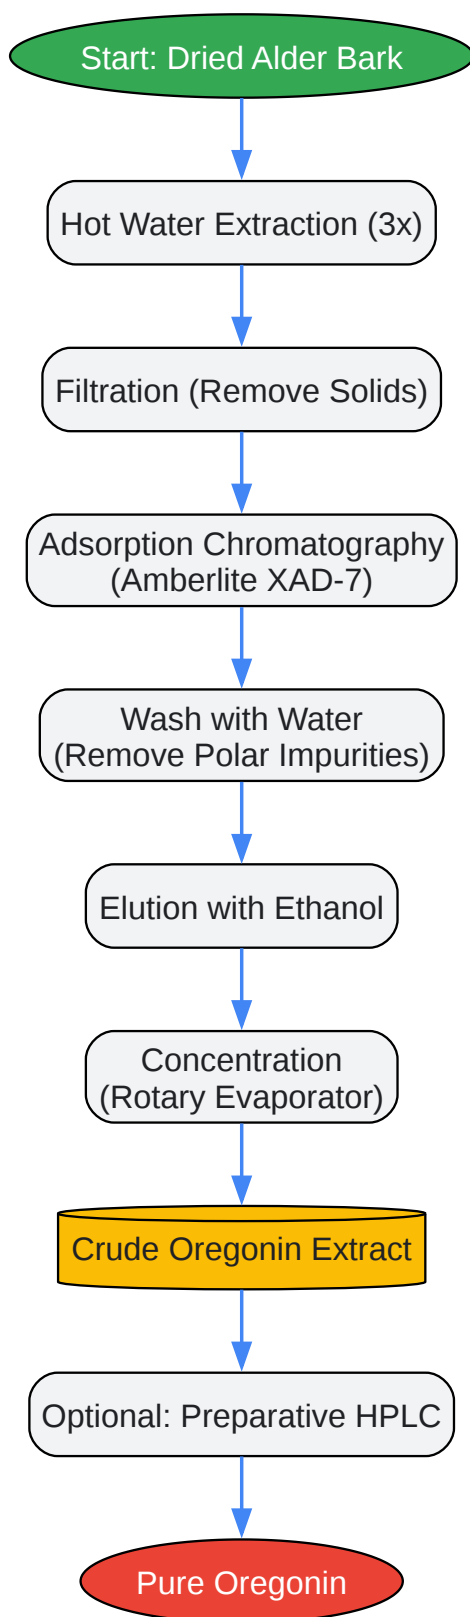 Start: Dried Alder Bark
Hot Water Extraction (3x)
Filtration (Remove Solids)
Adsorption Chromatography
(Amberlite XAD-7)
Wash with Water
(Remove Polar Impurities)
Elution with Ethanol
Concentration
(Rotary Evaporator)
Crude Oregonin Extract
Optional: Preparative HPLC
Pure Oregonin